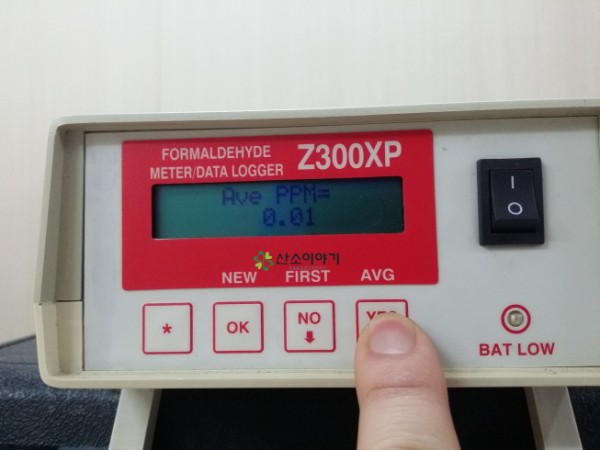 FORMALDEHYDE
METER/DATA LOGGER
Z300XP
Ave PPM=
0.01
산소이야기
NEW FIRST AVG
*
OK
NO
YES
BAT LOW